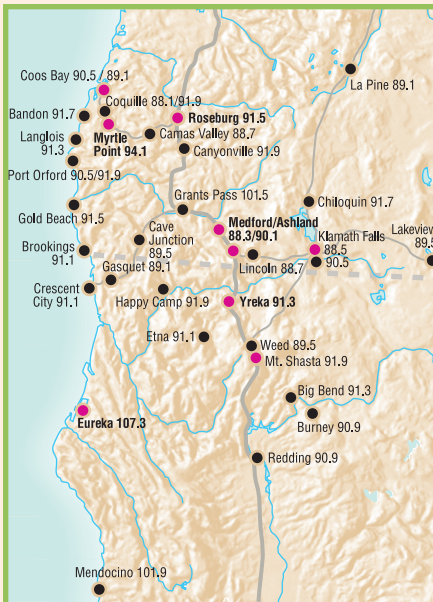 La Pine 89.1
Coos Bay 90.5 / 89.1
Coquille 88.1/91.9
Bandon 91.7
Roseburg 91.5
Myrtle
Point 94.1
Camas Valley 88.7
Langlois
91.3
Canyonville 91.9
Port Orford 90.5/91.9
Chiloquin 91.7
Grants Pass 101.5
Gold Beach 91.5
Medford/Ashland
88.3/90.1
Cave
Junction
89.5
Klamath Falls
88.5
90.5
Lakeview
89.5
Brookings
91.1
Lincoln 88.7
Gasquet 89.1
Crescent
City 91.1
Happy Camp 91.9
Yreka 91.3
Etna 91.1
Weed 89.5
Mt. Shasta 91.9
Big Bend 91.3
Burney 90.9
Eureka 107.3
Redding 90.9
Mendocino 101.9